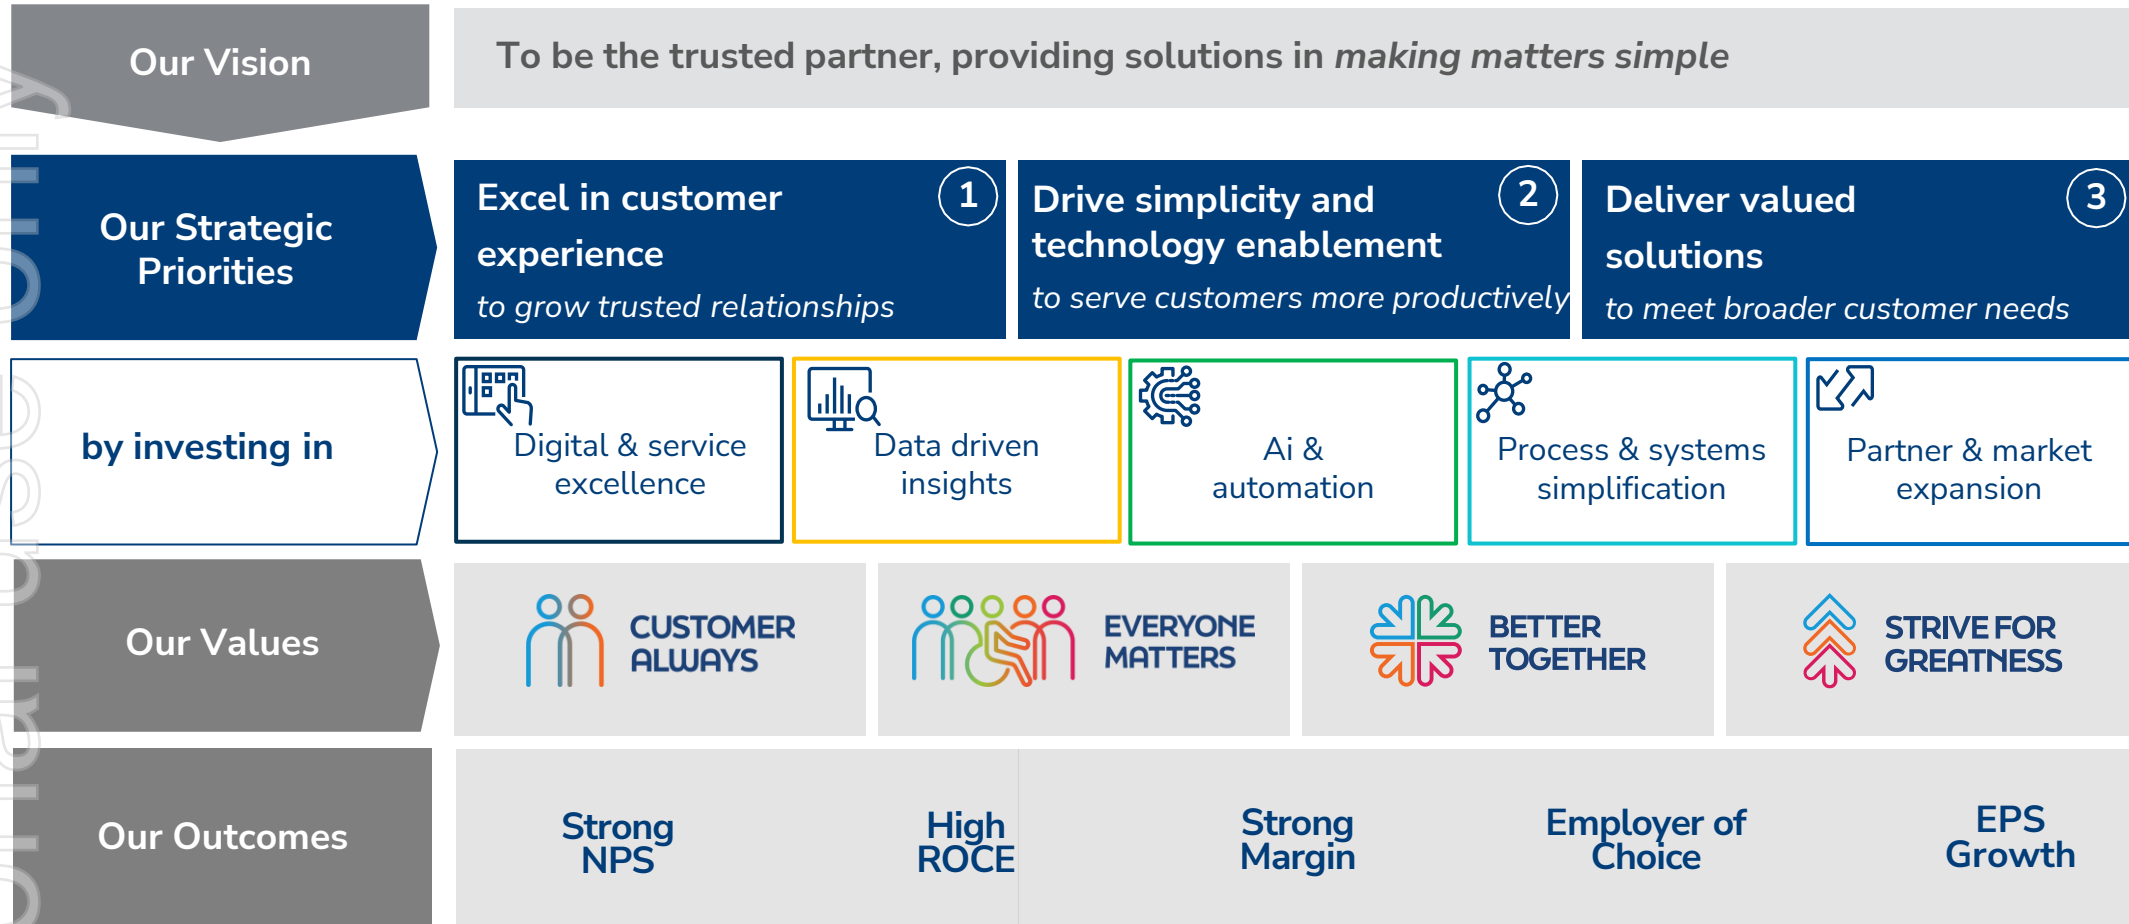 Our Vision
To be the trusted partner, providing solutions in making matters simple
Our Strategic
Priorities
Excel in customer
experience
to grow trusted relationships
1
Drive simplicity and
technology enablement
to serve customers more productively
2
Deliver valued
solutions
to meet broader customer needs
3
by investing in
Digital & service
excellence
Data driven
insights
Ai &
automation
Process & systems
simplification
Partner & market
expansion
Our Values
CUSTOMER
ALWAYS
EVERYONE
MATTERS
BETTER
TOGETHER
STRIVE FOR
GREATNESS
Our Outcomes
Strong
NPS
High
ROCE
Strong
Margin
Employer of
Choice
EPS
Growth